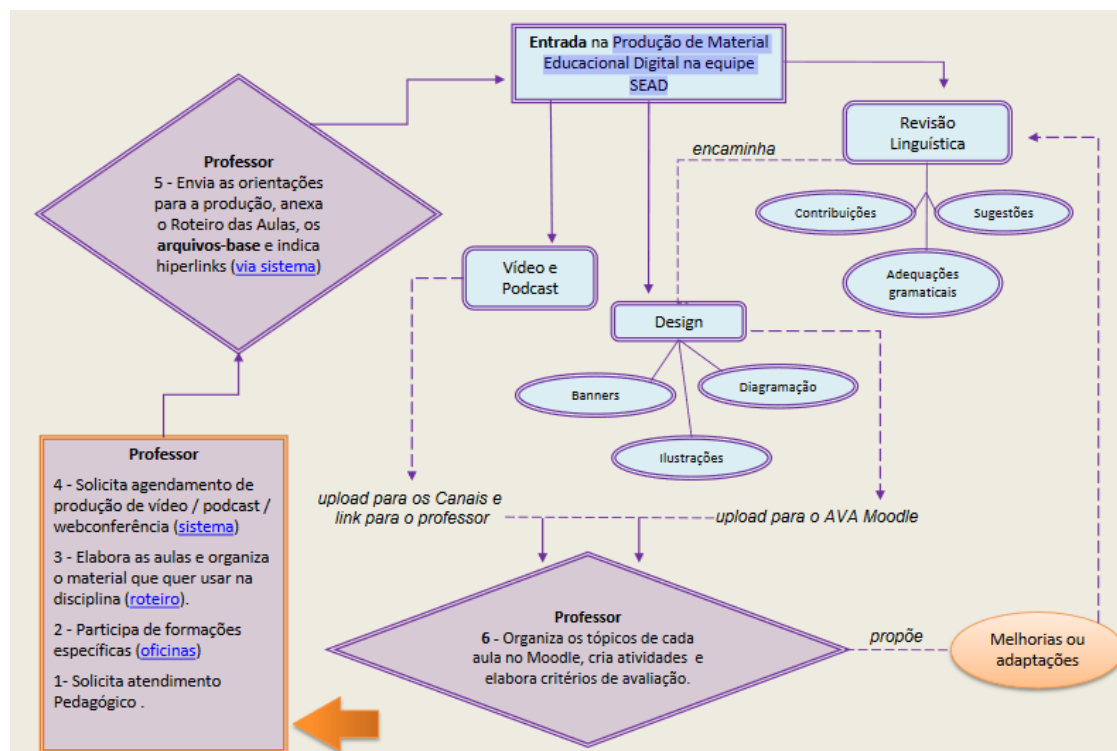 Entrada na Produção de Material
Educacional Digital na equipe
SEAD
Revisão
Linguística
encaminha
Contribuições
Sugestões
Adequações
gramaticais
Professor
5 - Envia as orientações
para a produção, anexa
o Roteiro das Aulas, os
arquivos-base e indica
hiperlinks (via sistema)
Vídeo e
Podcast
Design
Banners
Diagramação
Ilustrações
Professor
4 - Solicita agendamento de
produção de vídeo / podcast /
webconferência (sistema)
3 - Elabora as aulas e organiza
o material que quer usar na
disciplina (roteiro).
2 - Participa de formações
específicas (oficinas)
1- Solicita atendimento
Pedagógico .
upload para os Canais e
link para o professor
upload para o AVA Moodle
Professor
6 - Organiza os tópicos de cada
aula no Moodle, cria atividades e
elabora critérios de avaliação.
propõe
Melhorias ou
adaptações